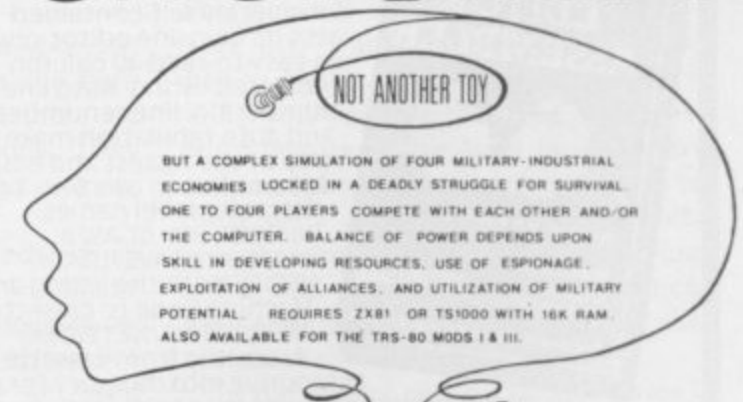 NOT ANOTHER TOY
BUT A COMPLEX SIMULATION OF FOUR MILITARY-INDUSTRIAL
ECONOMIES LOCKED IN A DEADLY STRUGGLE FOR SURVIVAL.
ONE TO FOUR PLAYERS COMPETE WITH EACH OTHER AND/OR
THE COMPUTER. BALANCE OF POWER DEPENDS UPON
SKILL IN DEVELOPING RESOURCES, USE OF ESPIONAGE,
EXPLOITATION OF ALLIANCES, AND UTILIZATION OF MILITARY
POTENTIAL. REQUIRES ZX81 OR TS1000 WITH 16K RAM.
ALSO AVAILABLE FOR THE TRS-80 MODS I & III.